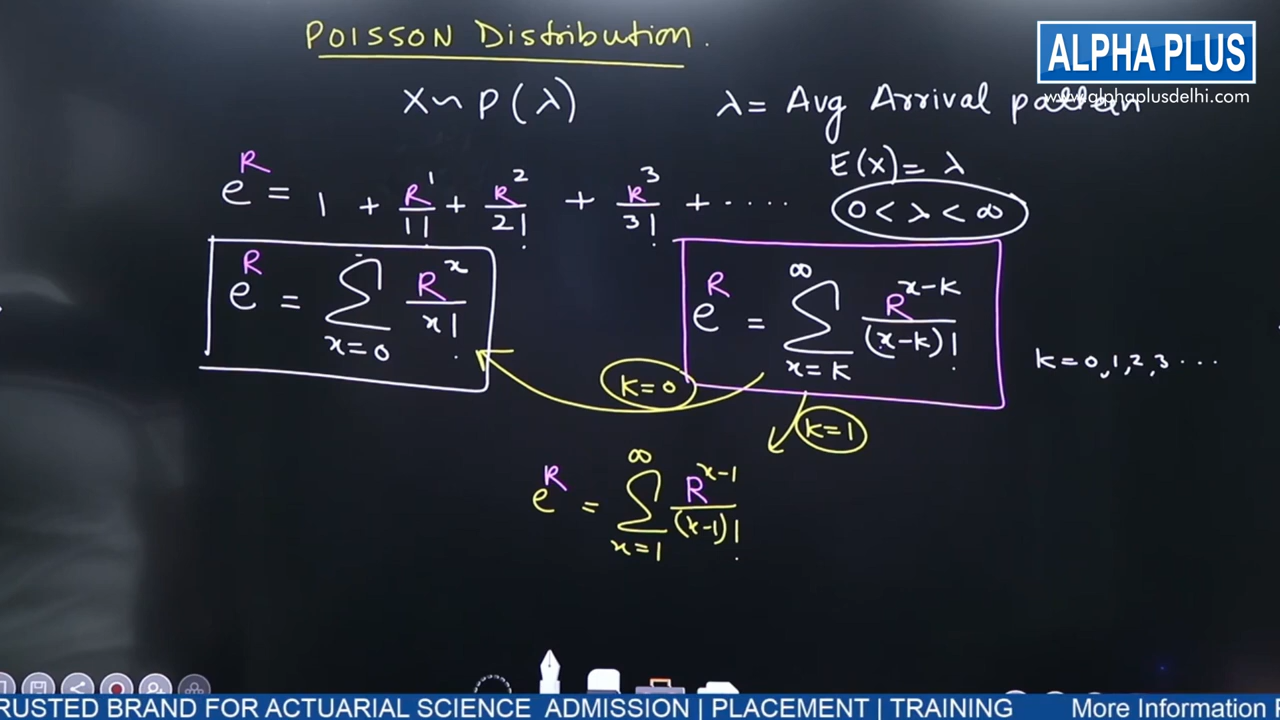 POISSON Distribution.
ALPHA PLUS
www.alphaplusdelhi.com
X ~ P(λ)
λ = Avg Arrival pattern
E(X) = λ
0 < λ < ∞
e^R = 1 + R^1/1! + R^2/2! + R^3/3! + ....
e^R = Σ x=0 R^x/x!
e^R = ∞ Σ x=k R^(x-k)/(x-k)!
k = 0,1,2,3 ...
k=0
k=1
e^R = ∞ Σ x=1 R^(x-1)/(x-1)!
RUSTED BRAND FOR ACTUARIAL SCIENCE ADMISSION | PLACEMENT | TRAINING More Information